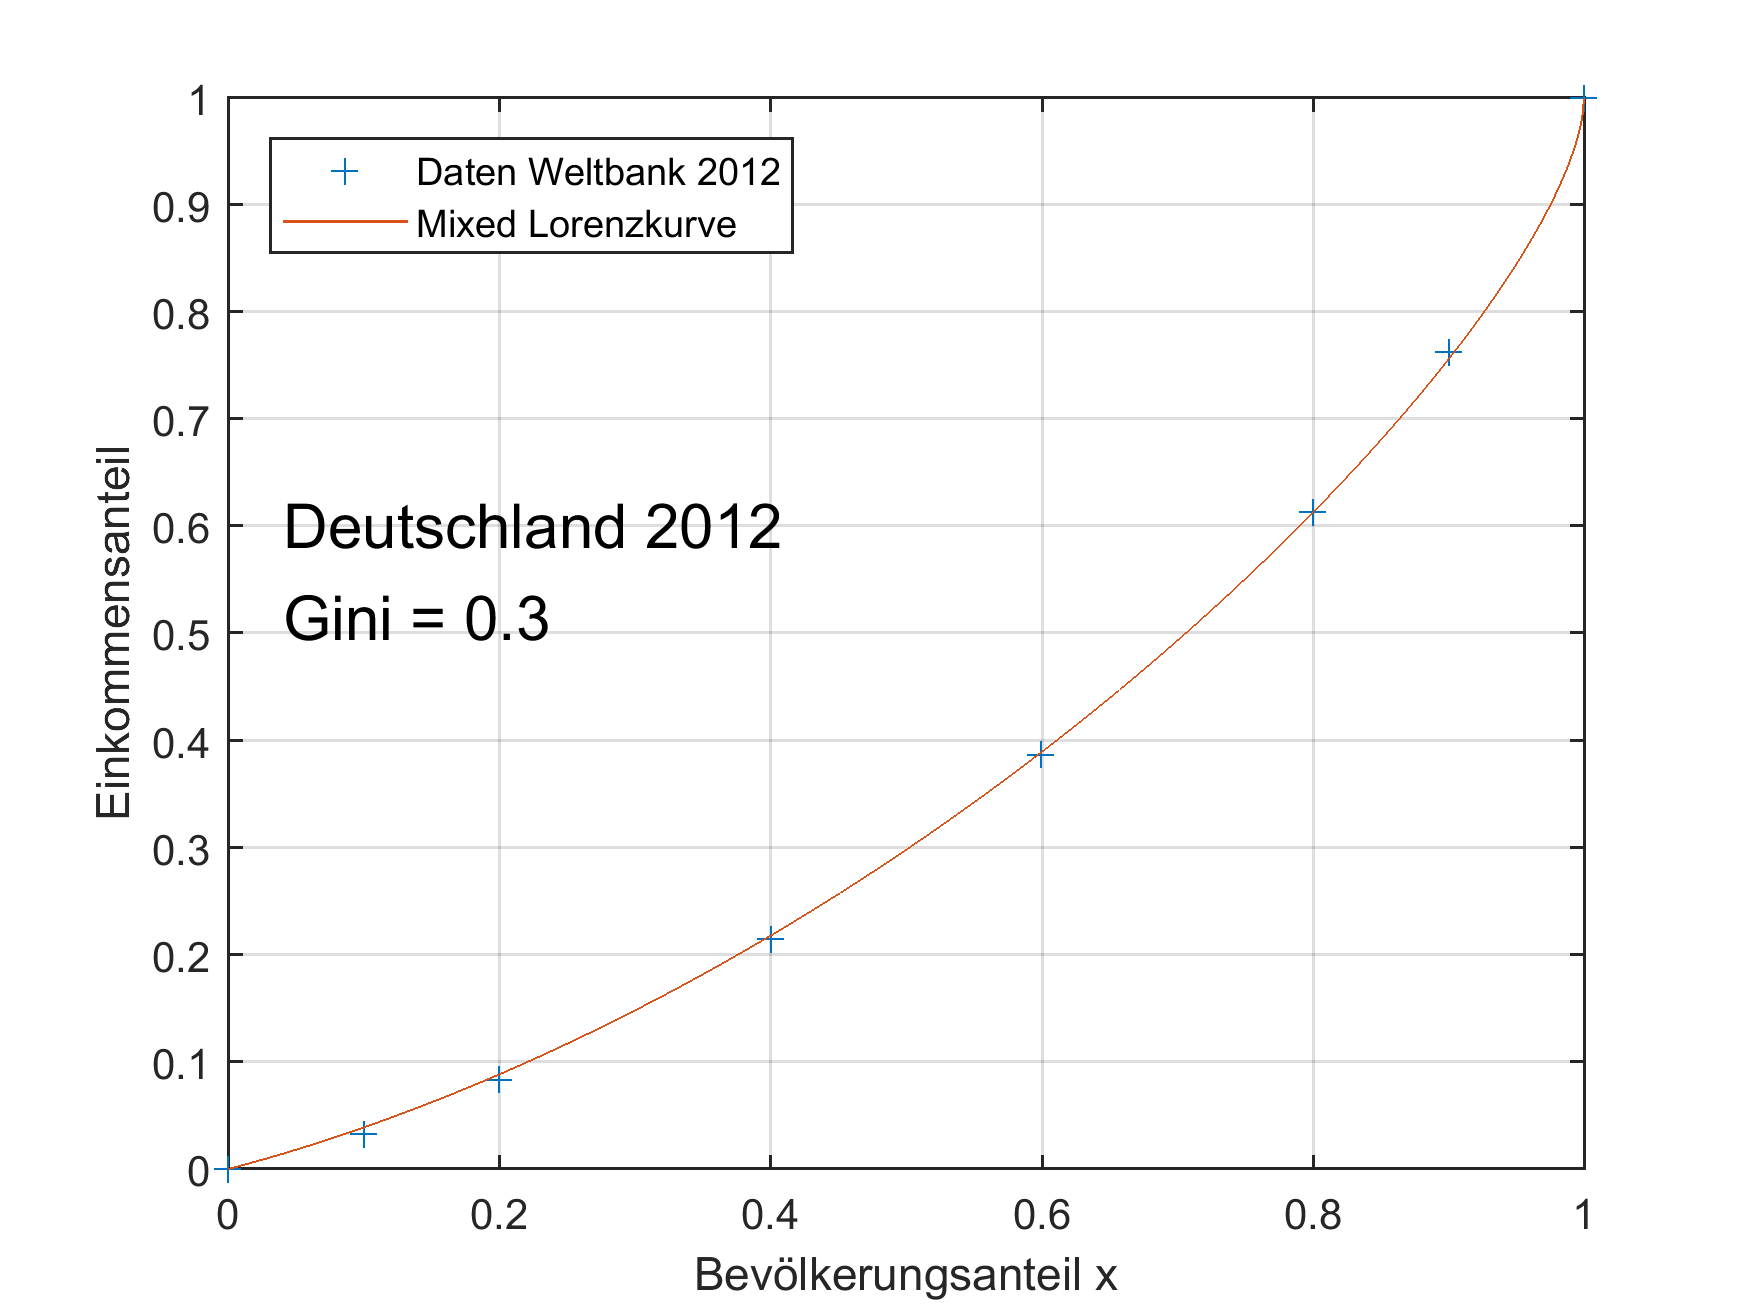 1
0.9
0.8
0.7
0.6
0.5
0.4
0.3
0.2
0.1
0
Daten Weltbank 2012
Mixed Lorenzkurve
Deutschland 2012
Gini = 0.3
Einkommensanteil
0 0.2 0.4 0.6 0.8 1
Bevölkerungsanteil x